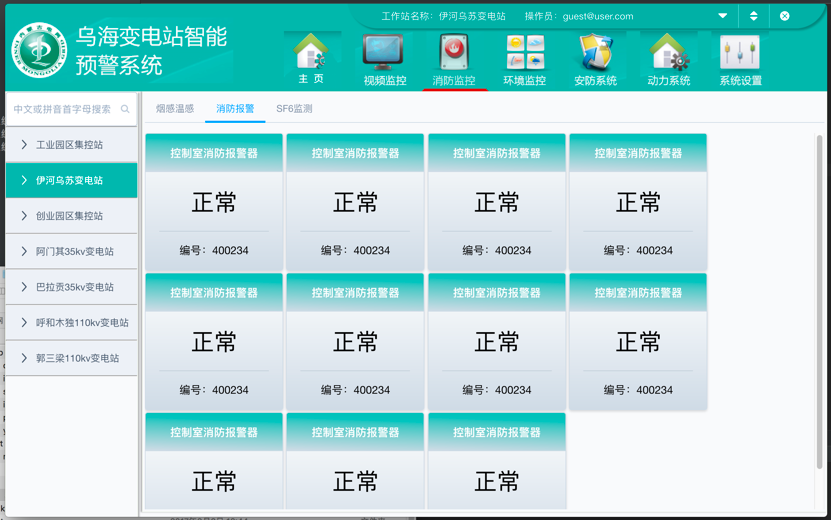 工作站名称：伊河乌苏变电站 操作员：guest@user.com
乌海变电站智能
预警系统
主 页 视频监控 消防监控 环境监控 安防系统 动力系统 系统设置
中文或拼音首字母搜索
烟感温感 消防报警 SF6监测
工业园区集控站
伊河乌苏变电站
创业园区集控站
阿门其35kv变电站
巴拉贡35kv变电站
呼和木独110kv变电站
郭三梁110kv变电站
控制室消防报警器 控制室消防报警器 控制室消防报警器 控制室消防报警器
正常 正常 正常 正常
编号：400234 编号：400234 编号：400234 编号：400234
控制室消防报警器 控制室消防报警器 控制室消防报警器 控制室消防报警器
正常 正常 正常 正常
编号：400234 编号：400234 编号：400234 编号：400234
控制室消防报警器 控制室消防报警器 控制室消防报警器
正常 正常 正常